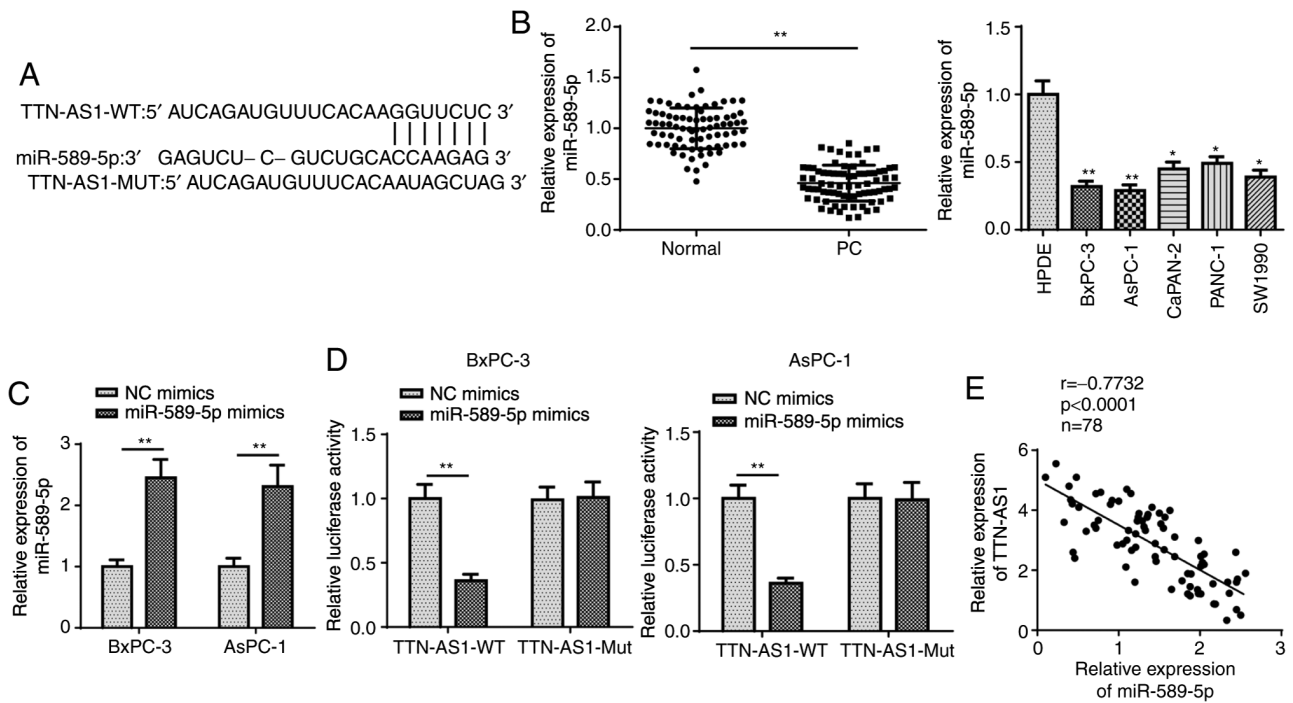 A
TTN-AS1-WT:5′ AUCAGAUGUUUCACAAGGUUCUC 3′
miR-589-5p:3′ GAGUCU– C– GUCUGCACCAAGAG 3′
TTN-AS1-MUT:5′ AUCAGAUGUUUCACAAUAGCUAG 3′
B
Relative expression of
miR-589-5p
2.0
1.5
1.0
0.5
0.0
**
Normal
PC
Relative expression of
miR-589-5p
1.5
1.0
0.5
0.0
**
**
*
*
*
HPDE
BxPC-3
AsPC-1
CaPAN-2
PANC-1
SW1990
C
NC mimics
miR-589-5p mimics
Relative expression of
miR-589-5p
3
2
1
0
**
**
BxPC-3
AsPC-1
D
BxPC-3
NC mimics
miR-589-5p mimics
Relative luciferase activity
1.5
1.0
0.5
0.0
**
TTN-AS1-WT
TTN-AS1-Mut
AsPC-1
NC mimics
miR-589-5p mimics
Relative luciferase activity
1.5
1.0
0.5
0.0
**
TTN-AS1-WT
TTN-AS1-Mut
E
r=–0.7732
p<0.0001
n=78
Relative expression
of TTN-AS1
6
4
2
0
0
1
2
3
Relative expression
of miR-589-5p